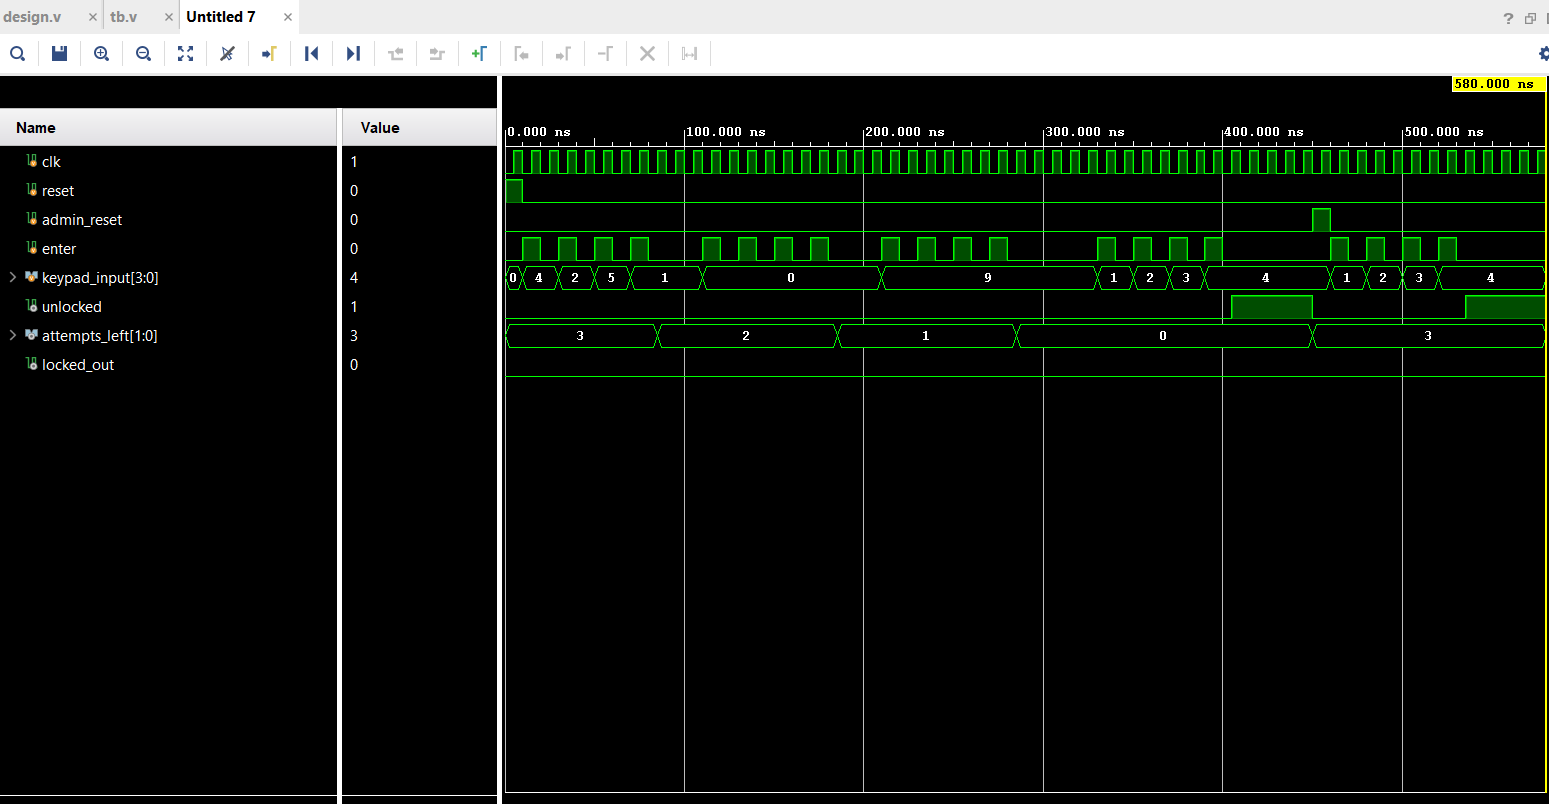 design.v × tb.v × Untitled 7 ×
?
580.000 ns
Name Value
0.000 ns 100.000 ns 200.000 ns 300.000 ns 400.000 ns 500.000 ns
clk 1
reset 0
admin_reset 0
enter 0
keypad_input[3:0] 4 0 4 2 5 1 0 9 1 2 3 4 1 2 3 4
unlocked 1
attempts_left[1:0] 3 3 2 1 0 3
locked_out 0